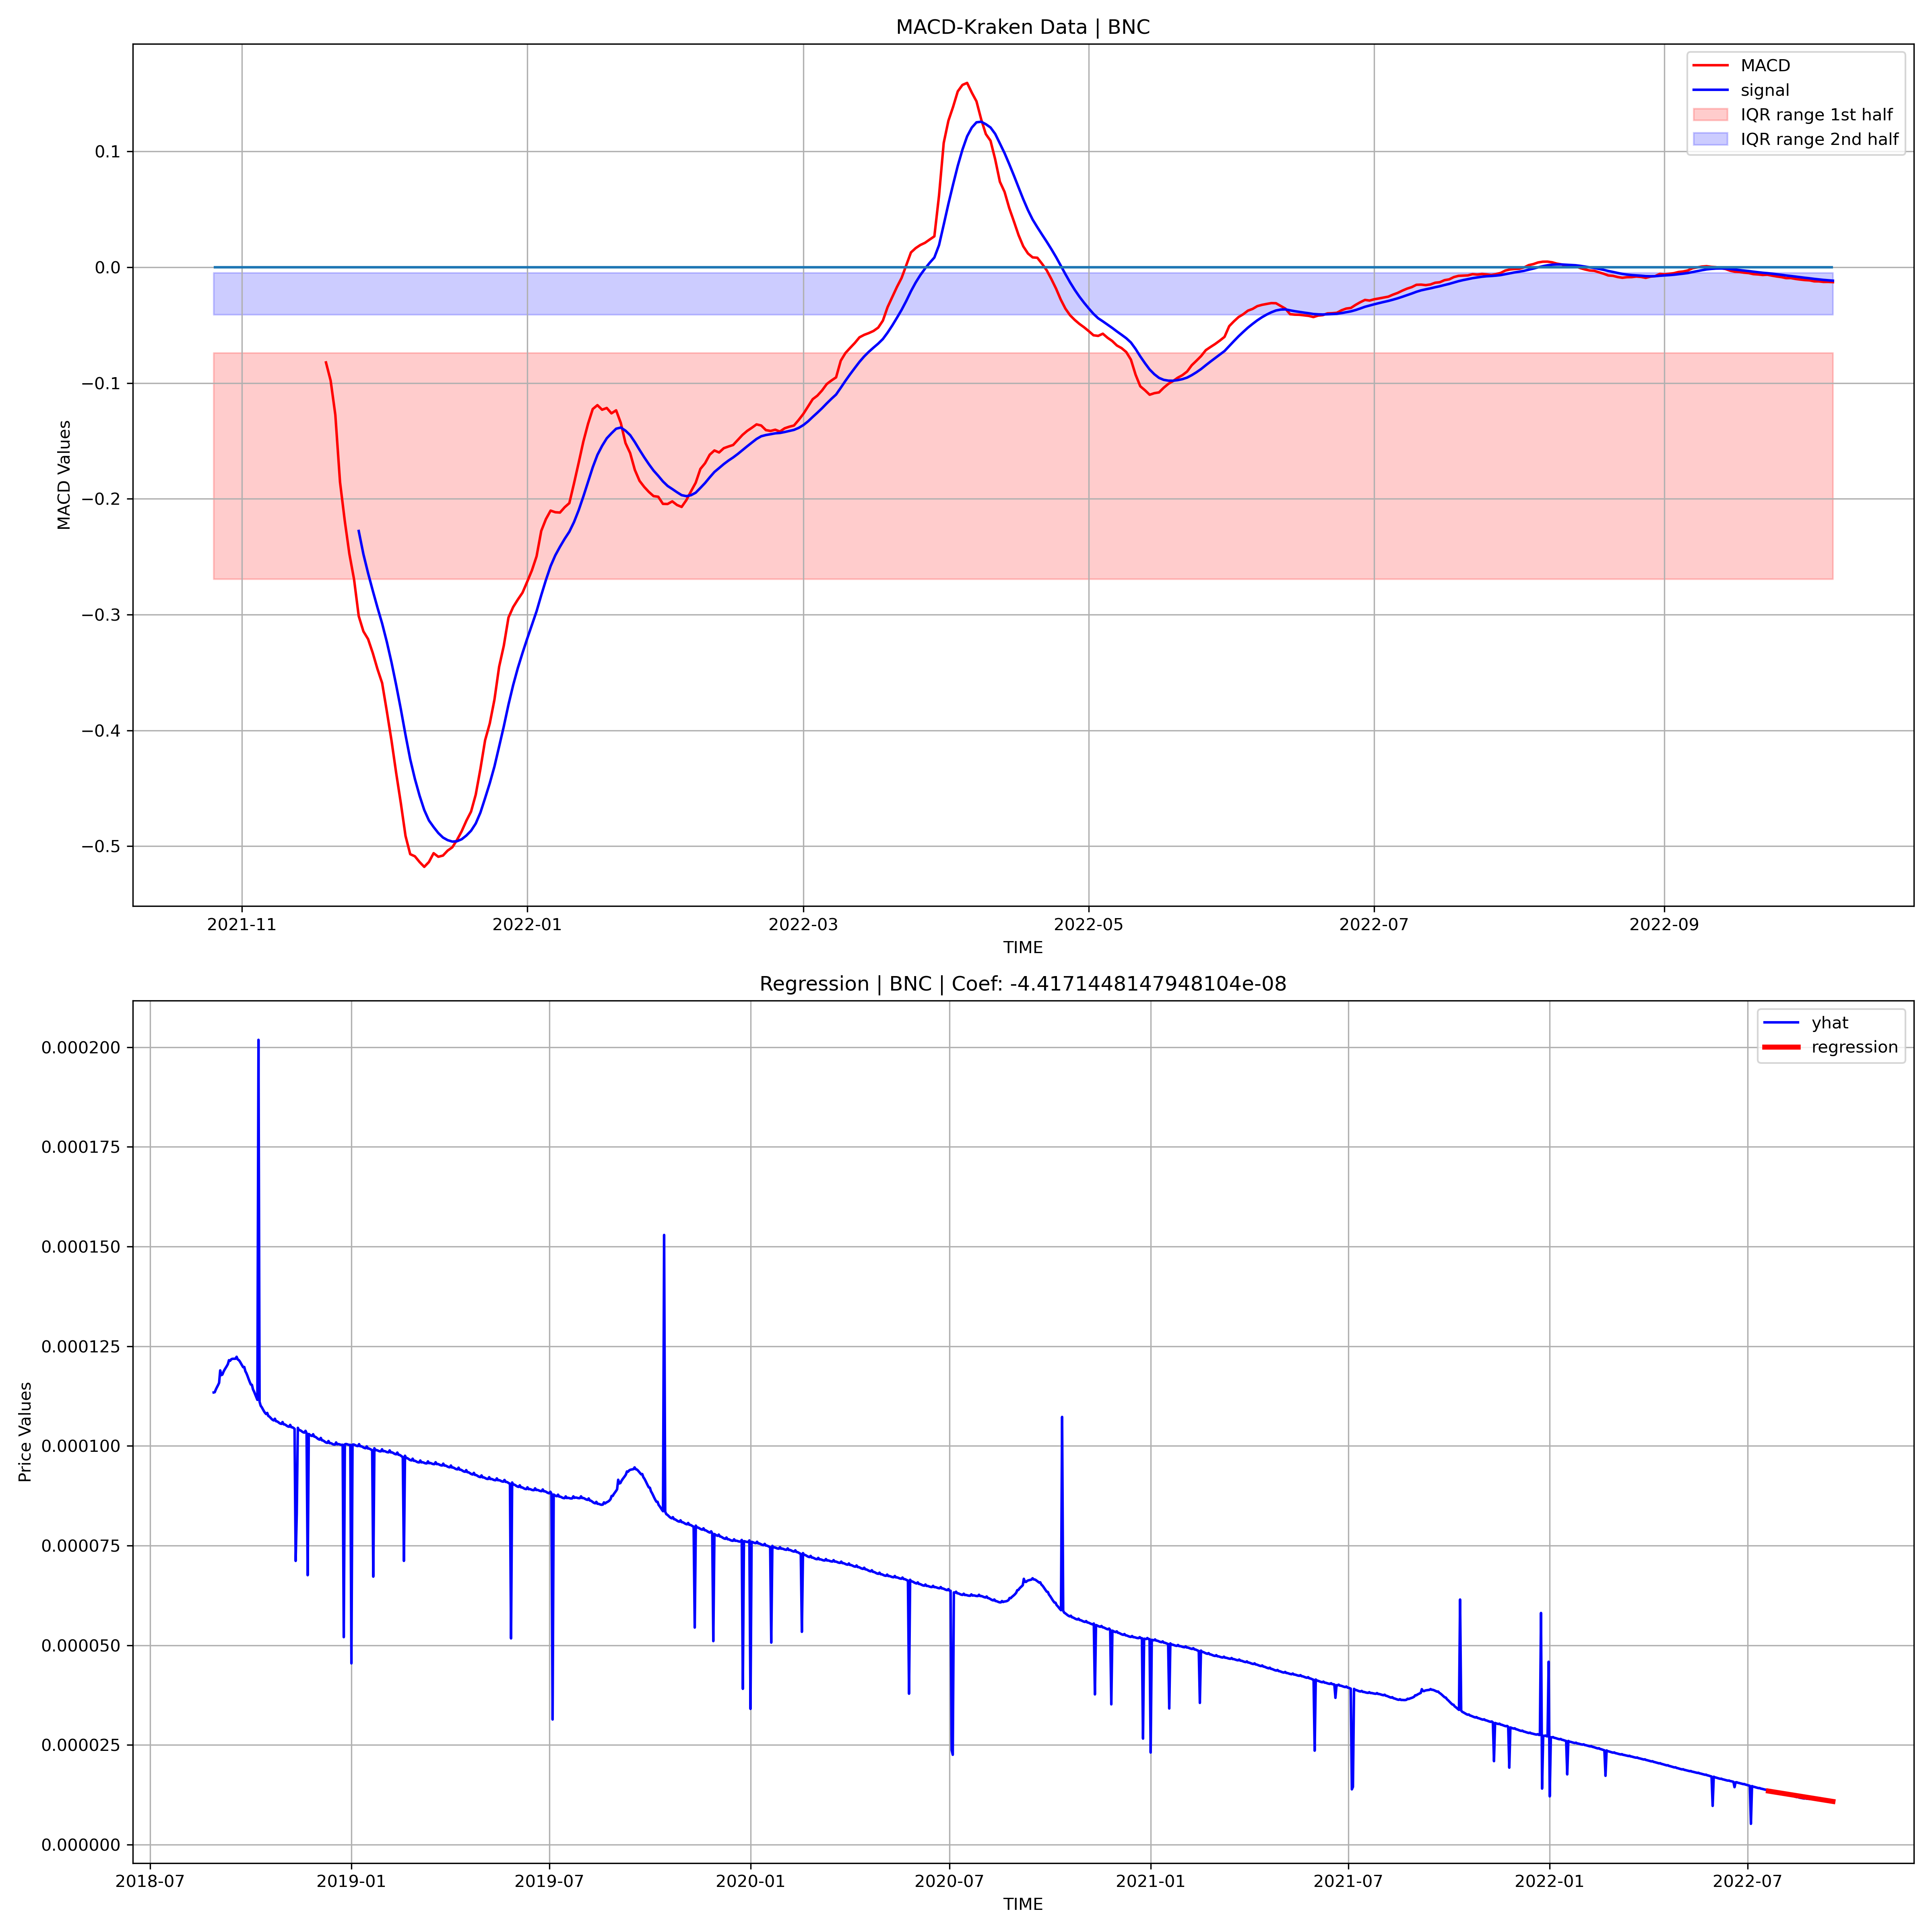 MACD-Kraken Data | BNC
MACD
signal
IQR range 1st half
IQR range 2nd half
MACD Values
0.1
0.0
−0.1
−0.2
−0.3
−0.4
−0.5
2021-11 2022-01 2022-03 2022-05 2022-07 2022-09
TIME
Regression | BNC | Coef: -4.4171448147948104e-08
yhat
regression
Price Values
0.000200
0.000175
0.000150
0.000125
0.000100
0.000075
0.000050
0.000025
0.000000
2018-07 2019-01 2019-07 2020-01 2020-07 2021-01 2021-07 2022-01 2022-07
TIME